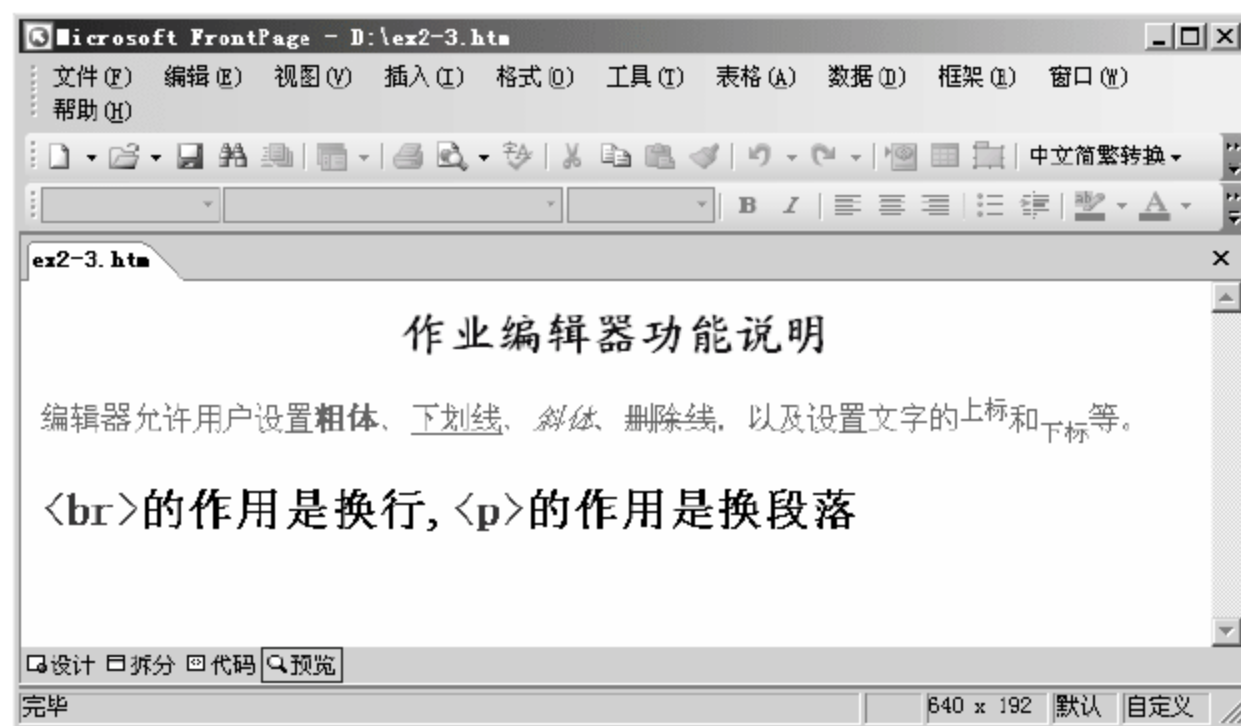 Microsoft FrontPage - D:\ex2-3.htm
文件(F) 编辑(E) 视图(V) 插入(I) 格式(O) 工具(T) 表格(A) 数据(D) 框架(R) 窗口(W)
帮助(H)
中文简繁转换
B I A
ex2-3.htm
作业编辑器功能说明
编辑器允许用户设置粗体、下划线、斜体、删除线，以及设置文字的上标和下标等。
<br>的作用是换行,<p>的作用是换段落
设计 拆分 代码 预览
完毕 640 x 192 默认 自定义